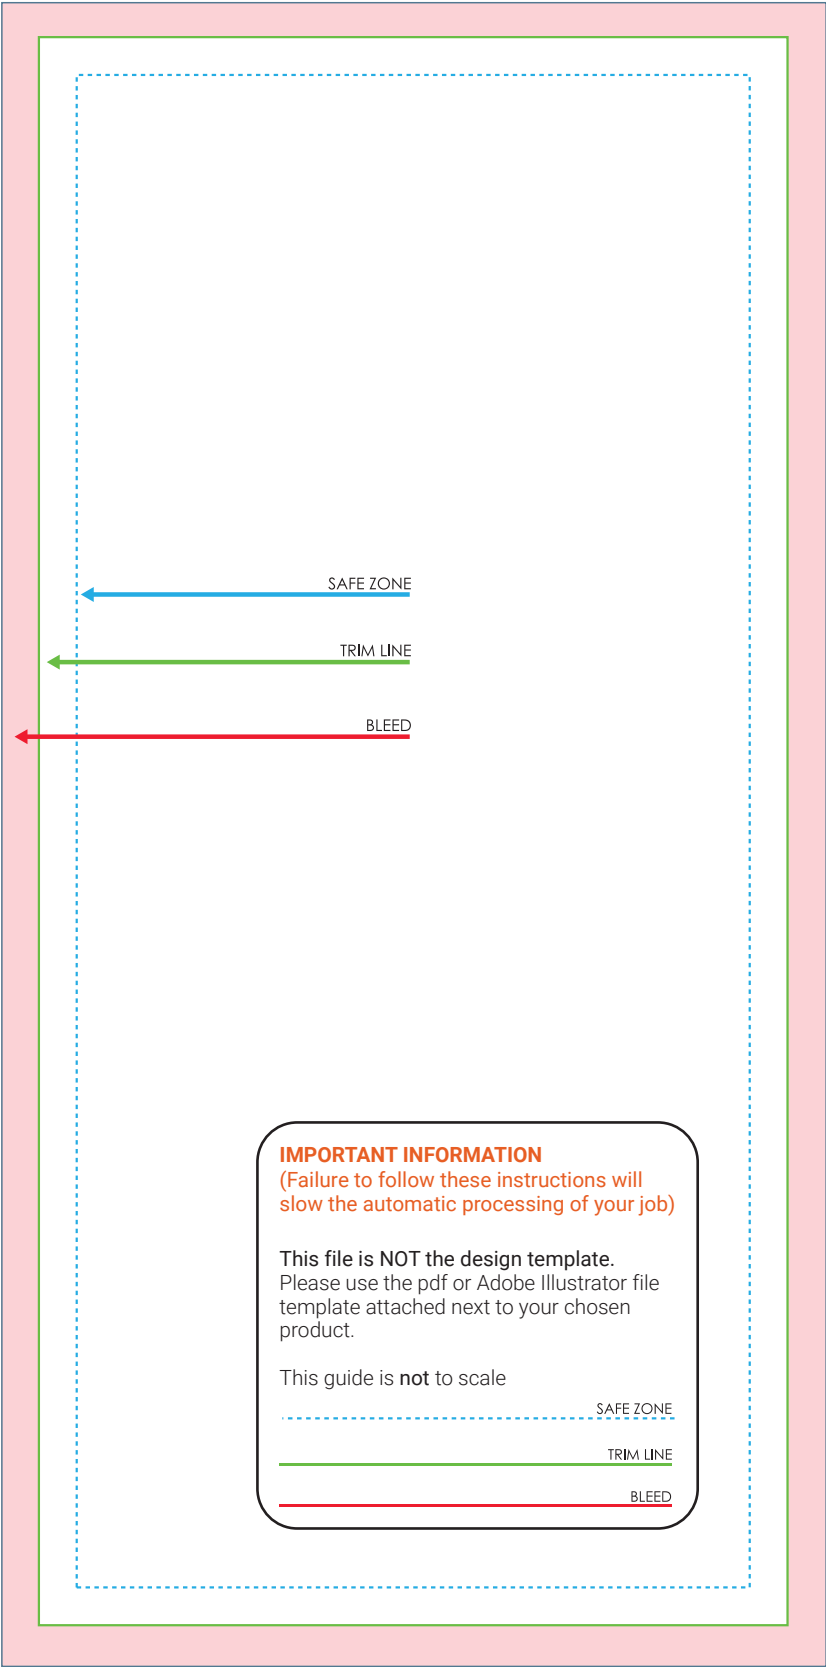 SAFE ZONE
TRIM LINE
BLEED
IMPORTANT INFORMATION
(Failure to follow these instructions will
slow the automatic processing of your job)
This file is NOT the design template.
Please use the pdf or Adobe Illustrator file
template attached next to your chosen
product.
This guide is not to scale
SAFE ZONE
TRIM LINE
BLEED